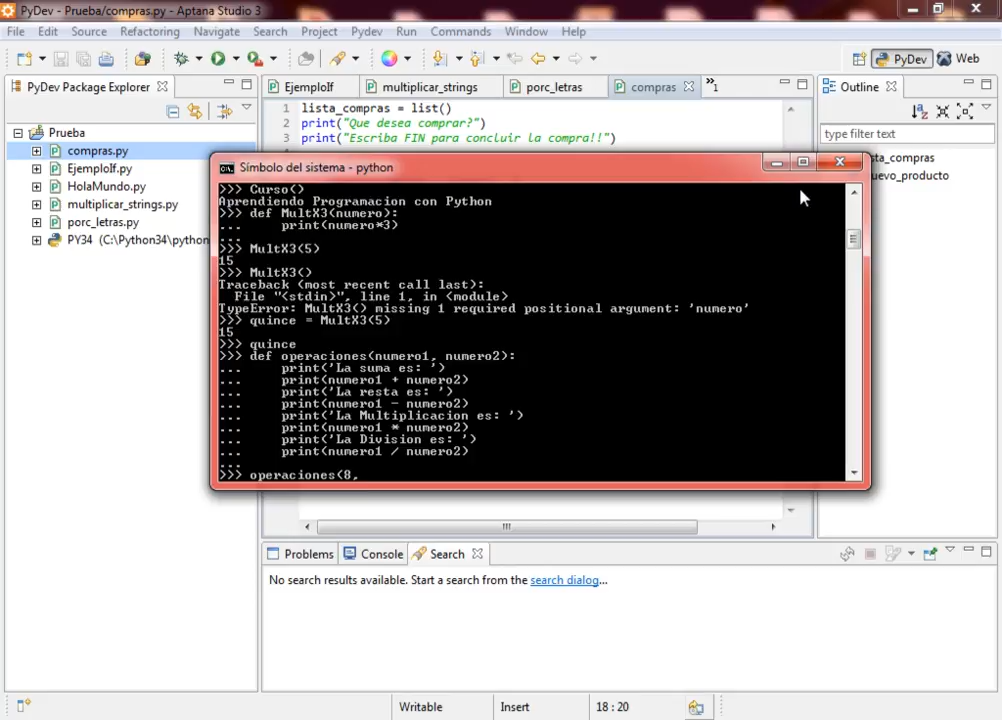 PyDev - Prueba/compras.py - Aptana Studio 3
File Edit Source Refactoring Navigate Search Project Pydev Run Commands Window Help
PyDev Web
PyDev Package Explorer
EjemploIf multiplicar_strings porc_letras compras »1
Outline
1 lista_compras = list()
2 print("Que desea comprar?")
3 print("Escriba FIN para concluir la compra!!")
type filter text
Prueba
compras.py
EjemploIf.py
HolaMundo.py
multiplicar_strings.py
porc_letras.py
PY34 (C:\Python34\python
sta_compras
uevo_producto
Símbolo del sistema - python
>>> Curso()
Aprendiendo Programacion con Python
>>> def MultX3(numero):
... print(numero*3)
...
>>> MultX3(5)
15
>>> MultX3()
Traceback (most recent call last):
File "<stdin>", line 1, in <module>
TypeError: MultX3() missing 1 required positional argument: 'numero'
>>> quince = MultX3(5)
15
>>> quince
>>> def operaciones(numero1, numero2):
... print('La suma es: ')
... print(numero1 + numero2)
... print('La resta es: ')
... print(numero1 - numero2)
... print('La Multiplicacion es: ')
... print(numero1 * numero2)
... print('La Division es: ')
... print(numero1 / numero2)
...
>>> operaciones(8,
Problems Console Search
No search results available. Start a search from the search dialog...
Writable Insert 18 : 20